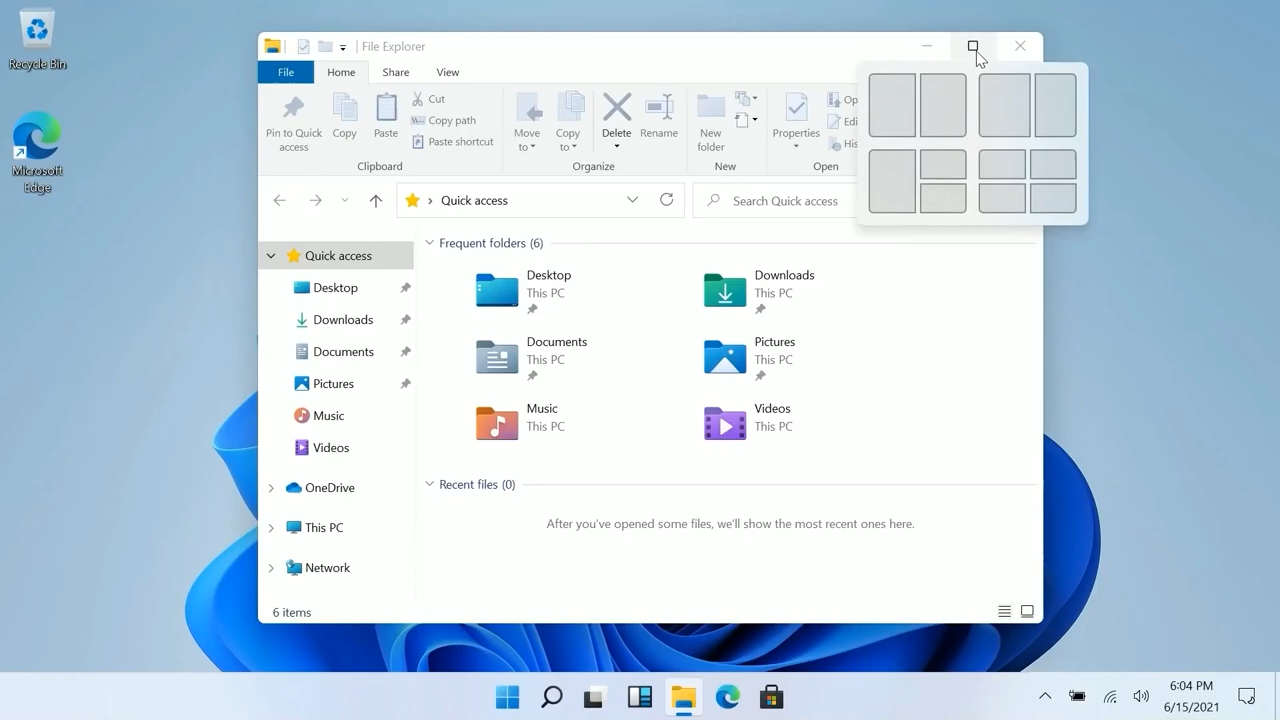 Recycle Bin
Microsoft
Edge
File Explorer
File Home Share View
Pin to Quick
access
Copy
Paste
Cut
Copy path
Paste shortcut
Clipboard
Move
to
Copy
to
Delete
Rename
Organize
New
folder
New
Properties
Op
Edi
His
Open
Quick access
Search Quick access
Quick access
Desktop
Downloads
Documents
Pictures
Music
Videos
OneDrive
This PC
Network
Frequent folders (6)
Desktop
This PC
Downloads
This PC
Documents
This PC
Pictures
This PC
Music
This PC
Videos
This PC
Recent files (0)
After you've opened some files, we'll show the most recent ones here.
6 items
6:04 PM
6/15/2021